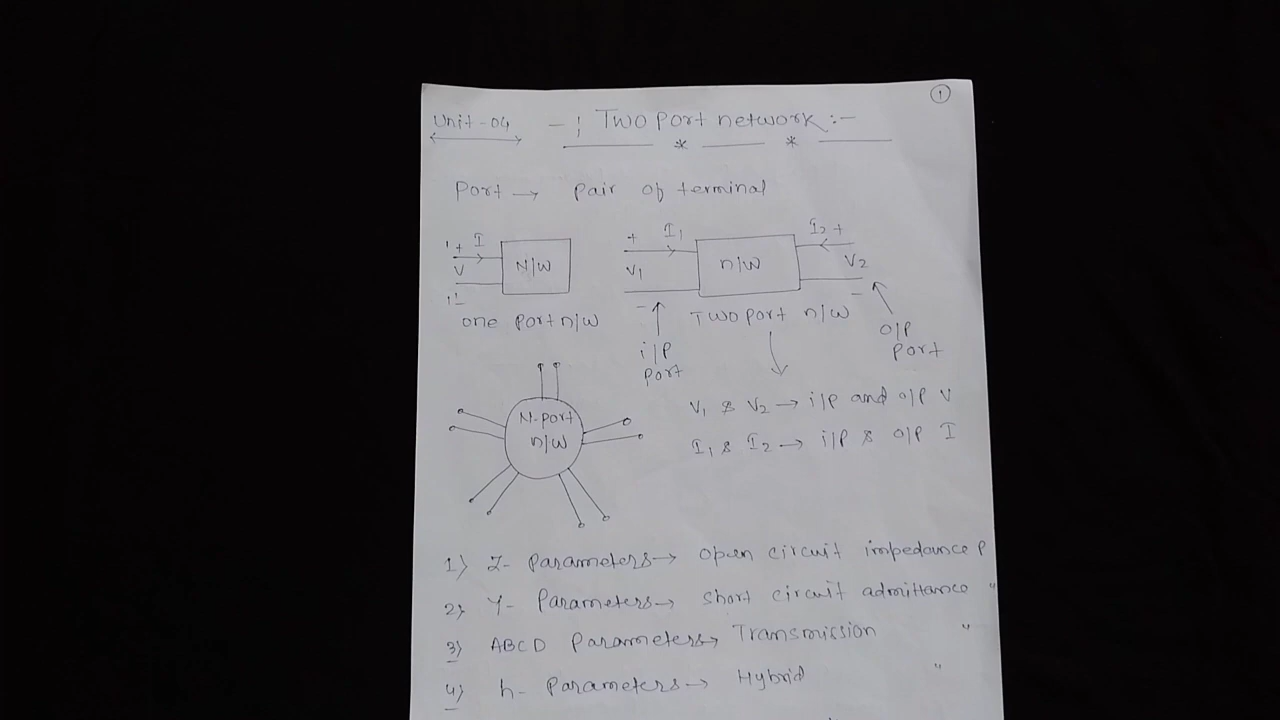 1
Unit-04 -: Two port network:-
Port → Pair of terminal
1 + I N/W
V
1' -
one port n/w
+ I1 n/w I2 +
V1 V2
- -
Two port n/w
i/p port
o/p port
N-port n/w
V1 & V2 → i/p and o/p V
I1 & I2 → i/p & o/p I
1) Z- Parameters → open circuit impedance P
2) Y- Parameters → short circuit admittance "
3) ABCD Parameters → Transmission "
4) h- Parameters → Hybrid "